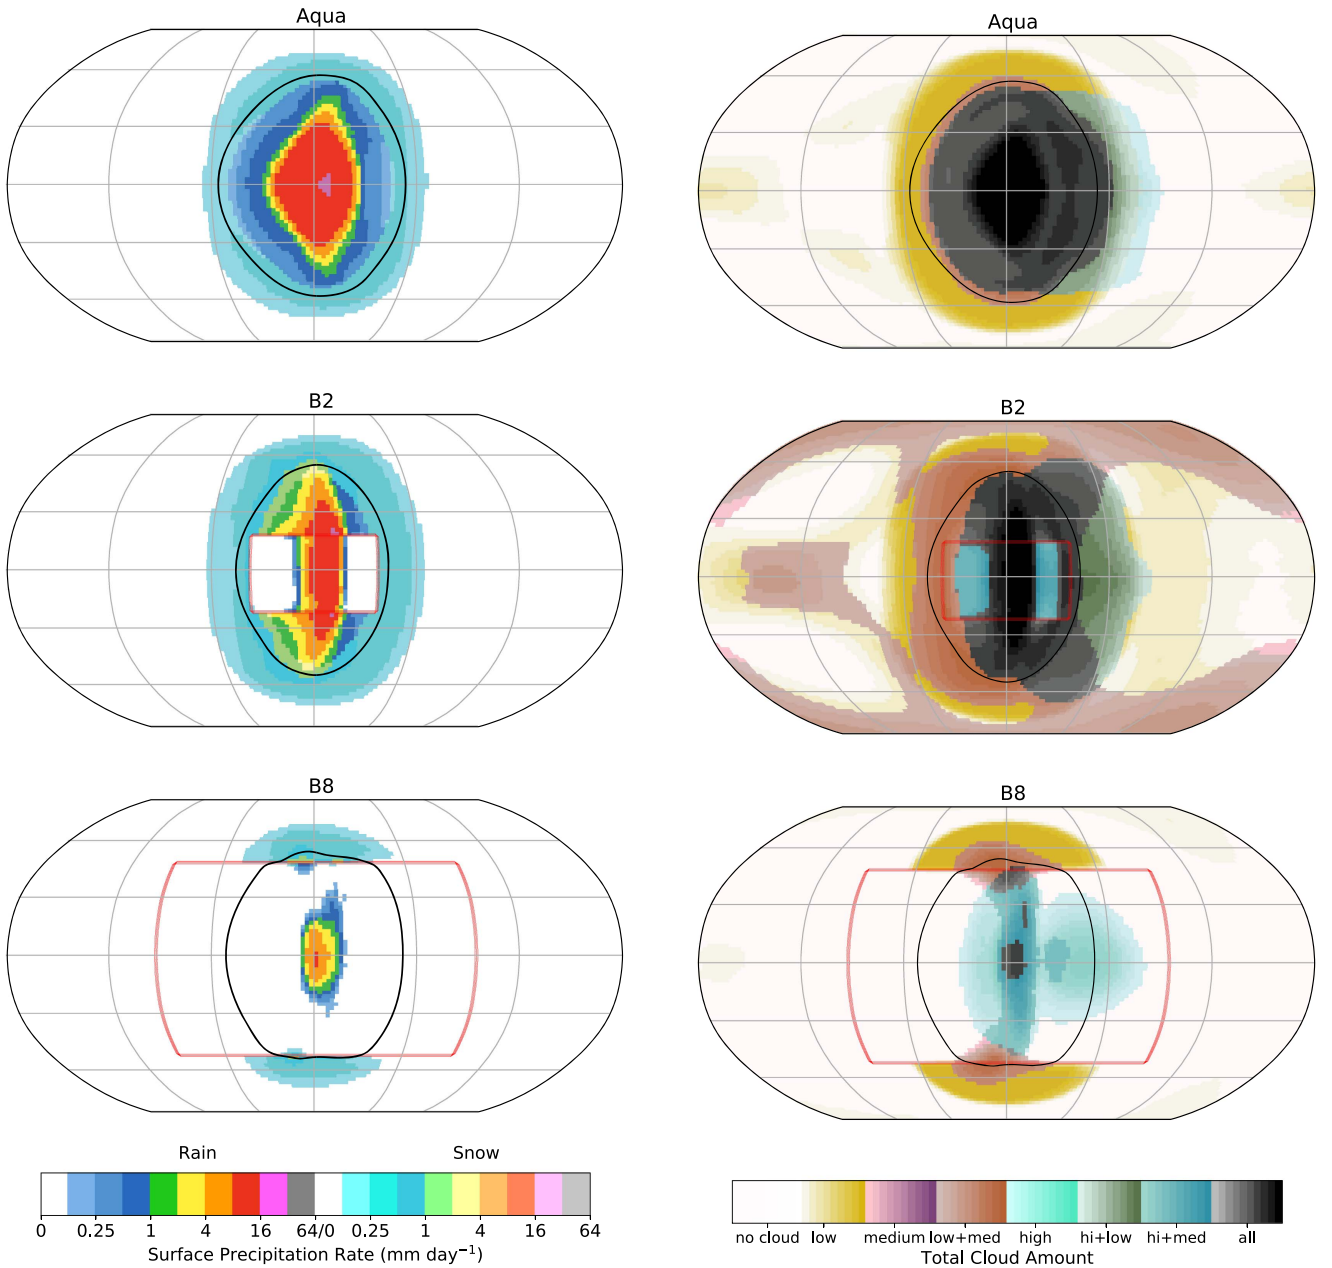 Aqua
Aqua
B2
B2
B8
B8
Rain Snow
0 0.25 1 4 16 64/0 0.25 1 4 16 64
Surface Precipitation Rate (mm day⁻¹)
no cloud low medium low+med high hi+low hi+med all
Total Cloud Amount